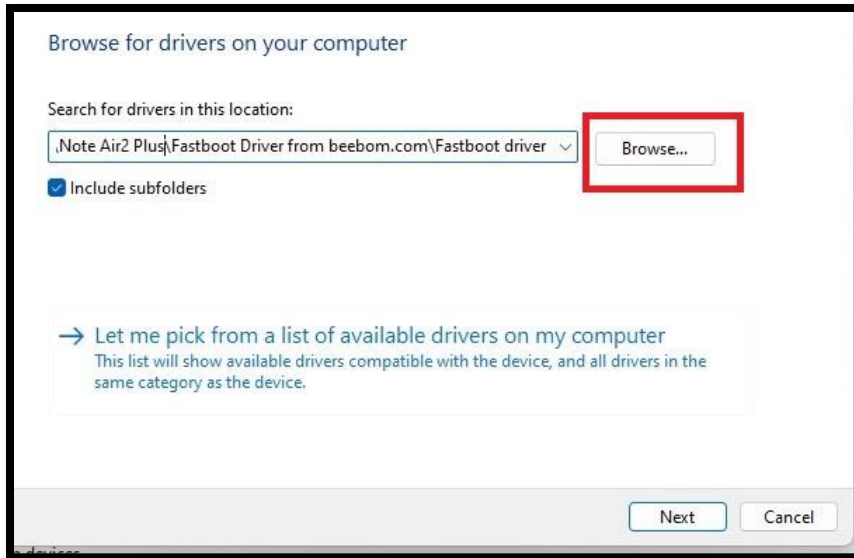 Browse for drivers on your computer
Search for drivers in this location:
\Note Air2 Plus\Fastboot Driver from beebom.com\Fastboot driver
Browse...
Include subfolders
Let me pick from a list of available drivers on my computer
This list will show available drivers compatible with the device, and all drivers in the
same category as the device.
Next
Cancel